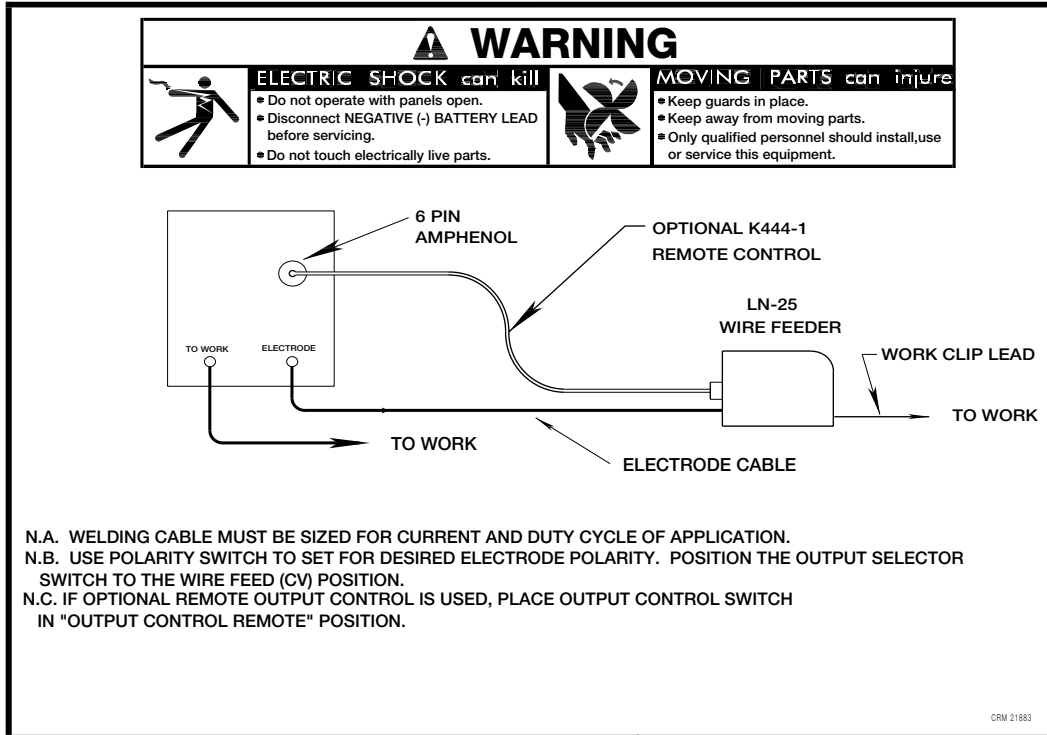 WARNING
ELECTRIC SHOCK can kill
Do not operate with panels open.
Disconnect NEGATIVE (-) BATTERY LEAD
before servicing.
Do not touch electrically live parts.
MOVING PARTS can injure
Keep guards in place.
Keep away from moving parts.
Only qualified personnel should install,use
or service this equipment.
6 PIN
AMPHENOL
OPTIONAL K444-1
REMOTE CONTROL
LN-25
WIRE FEEDER
TO WORK
ELECTRODE
WORK CLIP LEAD
TO WORK
TO WORK
ELECTRODE CABLE
N.A. WELDING CABLE MUST BE SIZED FOR CURRENT AND DUTY CYCLE OF APPLICATION.
N.B. USE POLARITY SWITCH TO SET FOR DESIRED ELECTRODE POLARITY. POSITION THE OUTPUT SELECTOR
SWITCH TO THE WIRE FEED (CV) POSITION.
N.C. IF OPTIONAL REMOTE OUTPUT CONTROL IS USED, PLACE OUTPUT CONTROL SWITCH
IN "OUTPUT CONTROL REMOTE" POSITION.
CRM 21883